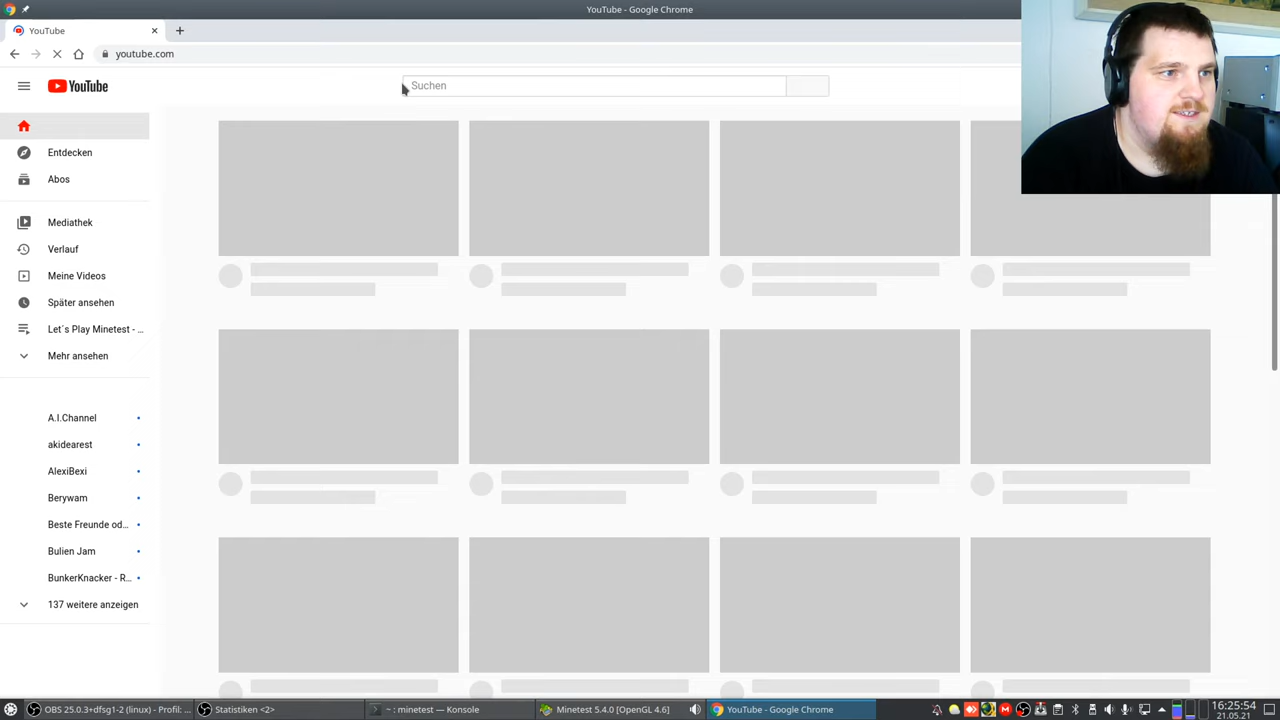 YouTube - Google Chrome
YouTube
youtube.com
YouTube
Suchen
Entdecken
Abos
Mediathek
Verlauf
Meine Videos
Später ansehen
Let´s Play Minetest - ...
Mehr ansehen
A.I.Channel
akidearest
AlexiBexi
Berywam
Beste Freunde od...
Bulien Jam
BunkerKnacker - R...
137 weitere anzeigen
OBS 25.0.3+dfsg1-2 (linux) - Profil: ...
Statistiken <2>
~ : minetest — Konsole
Minetest 5.4.0 [OpenGL 4.6]
YouTube - Google Chrome
16:25:54
21.05.21